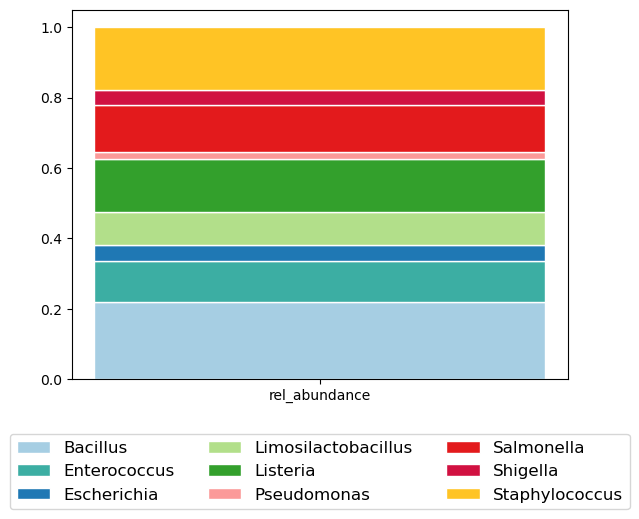 1.0
0.8
0.6
0.4
0.2
0.0
rel_abundance
Bacillus Limosilactobacillus Salmonella
Enterococcus Listeria Shigella
Escherichia Pseudomonas Staphylococcus